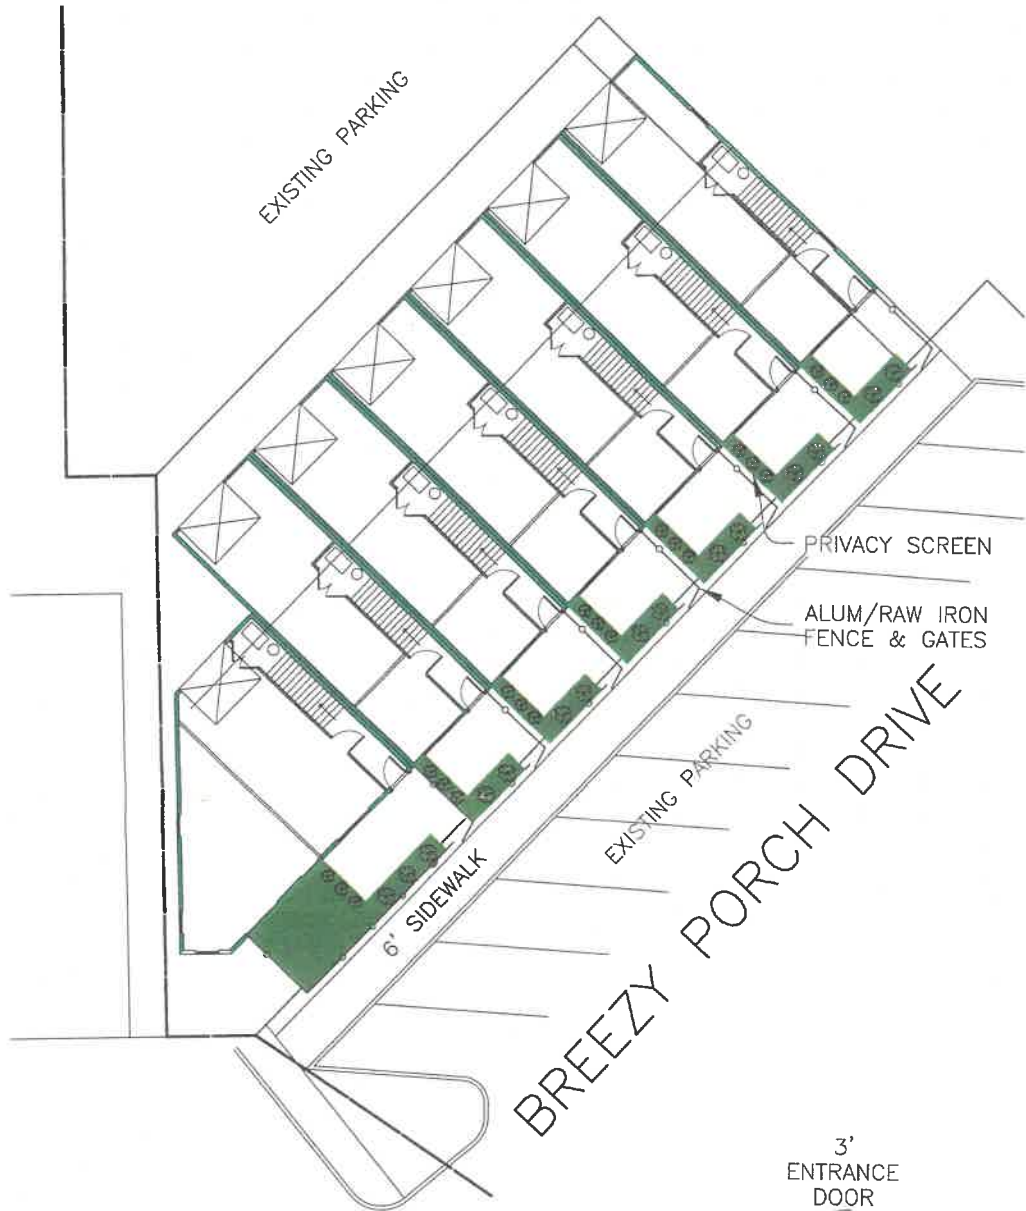 EXISTING PARKING
PRIVACY SCREEN
ALUM/RAW IRON
FENCE & GATES
EXISTING PARKING
6' SIDEWALK
BREEZY PORCH DRIVE
3'
ENTRANCE
DOOR